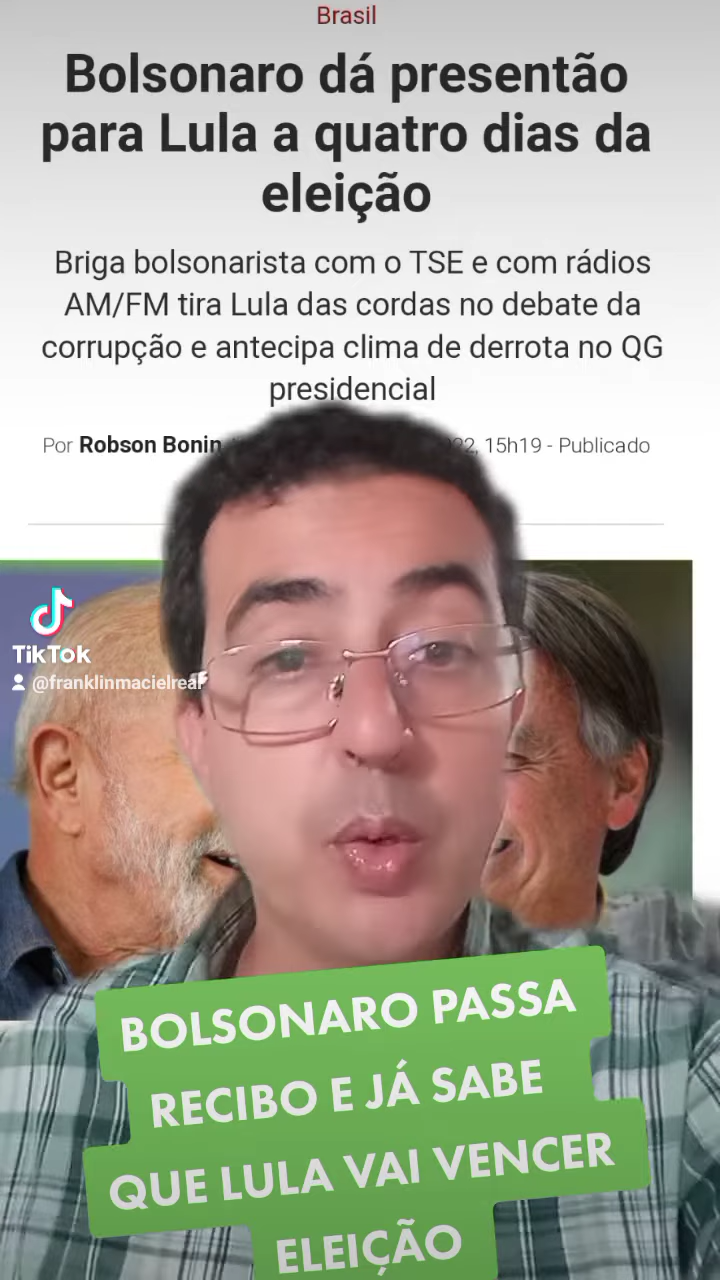 Brasil
Bolsonaro dá presentão
para Lula a quatro dias da
eleição
Briga bolsonarista com o TSE e com rádios
AM/FM tira Lula das cordas no debate da
corrupção e antecipa clima de derrota no QG
presidencial
Por Robson Bonin 15h19 - Publicado
TikTok
@franklinmacielreal
BOLSONARO PASSA
RECIBO E JÁ SABE
QUE LULA VAI VENCER
ELEIÇÃO